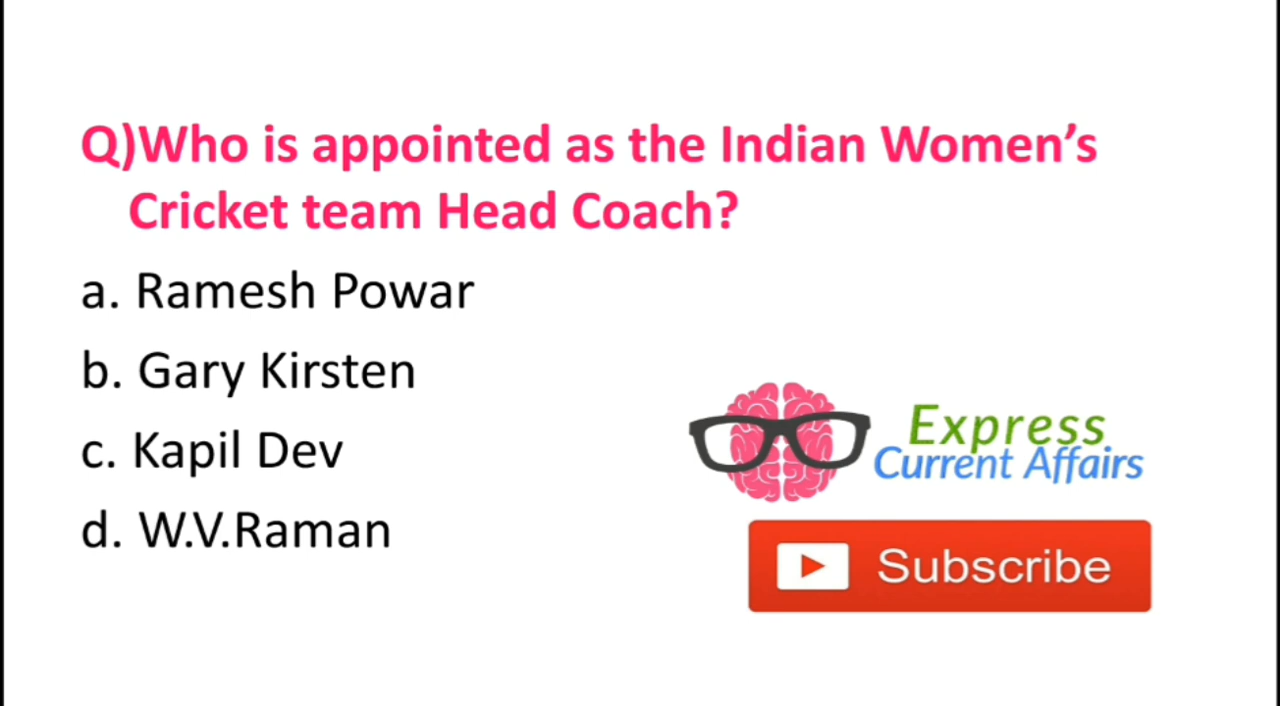 Q)Who is appointed as the Indian Women’s
Cricket team Head Coach?
a. Ramesh Powar
b. Gary Kirsten
c. Kapil Dev
d. W.V.Raman
Express
Current Affairs
Subscribe